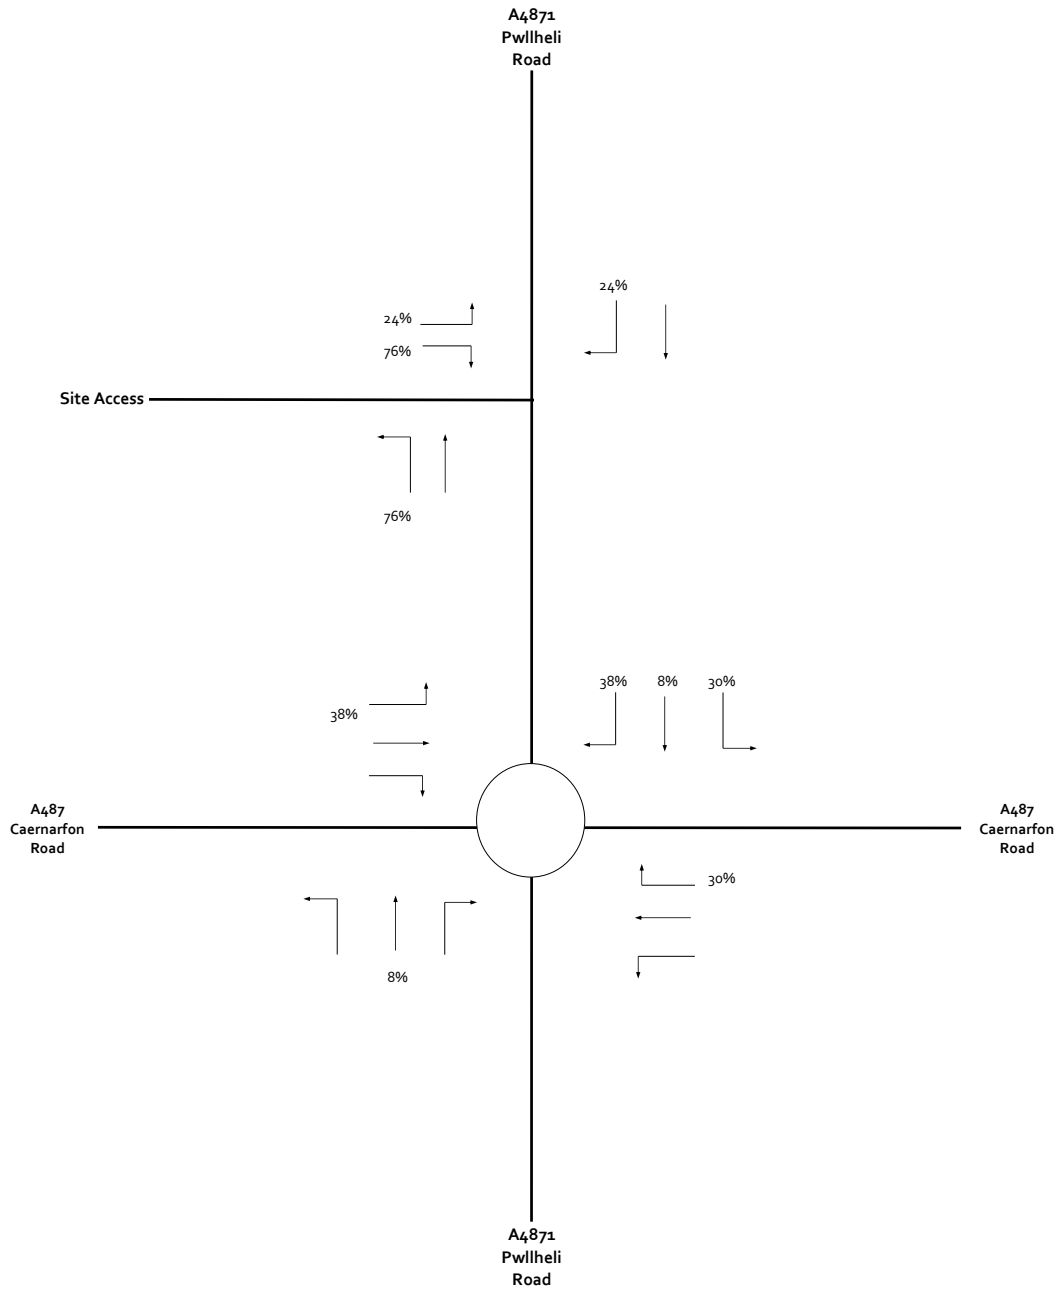 A4871
Pwllheli
Road
24%
24%
76%
Site Access
76%
38% 8% 30%
38%
A487
Caernarfon
Road
A487
Caernarfon
Road
30%
8%
A4871
Pwllheli
Road